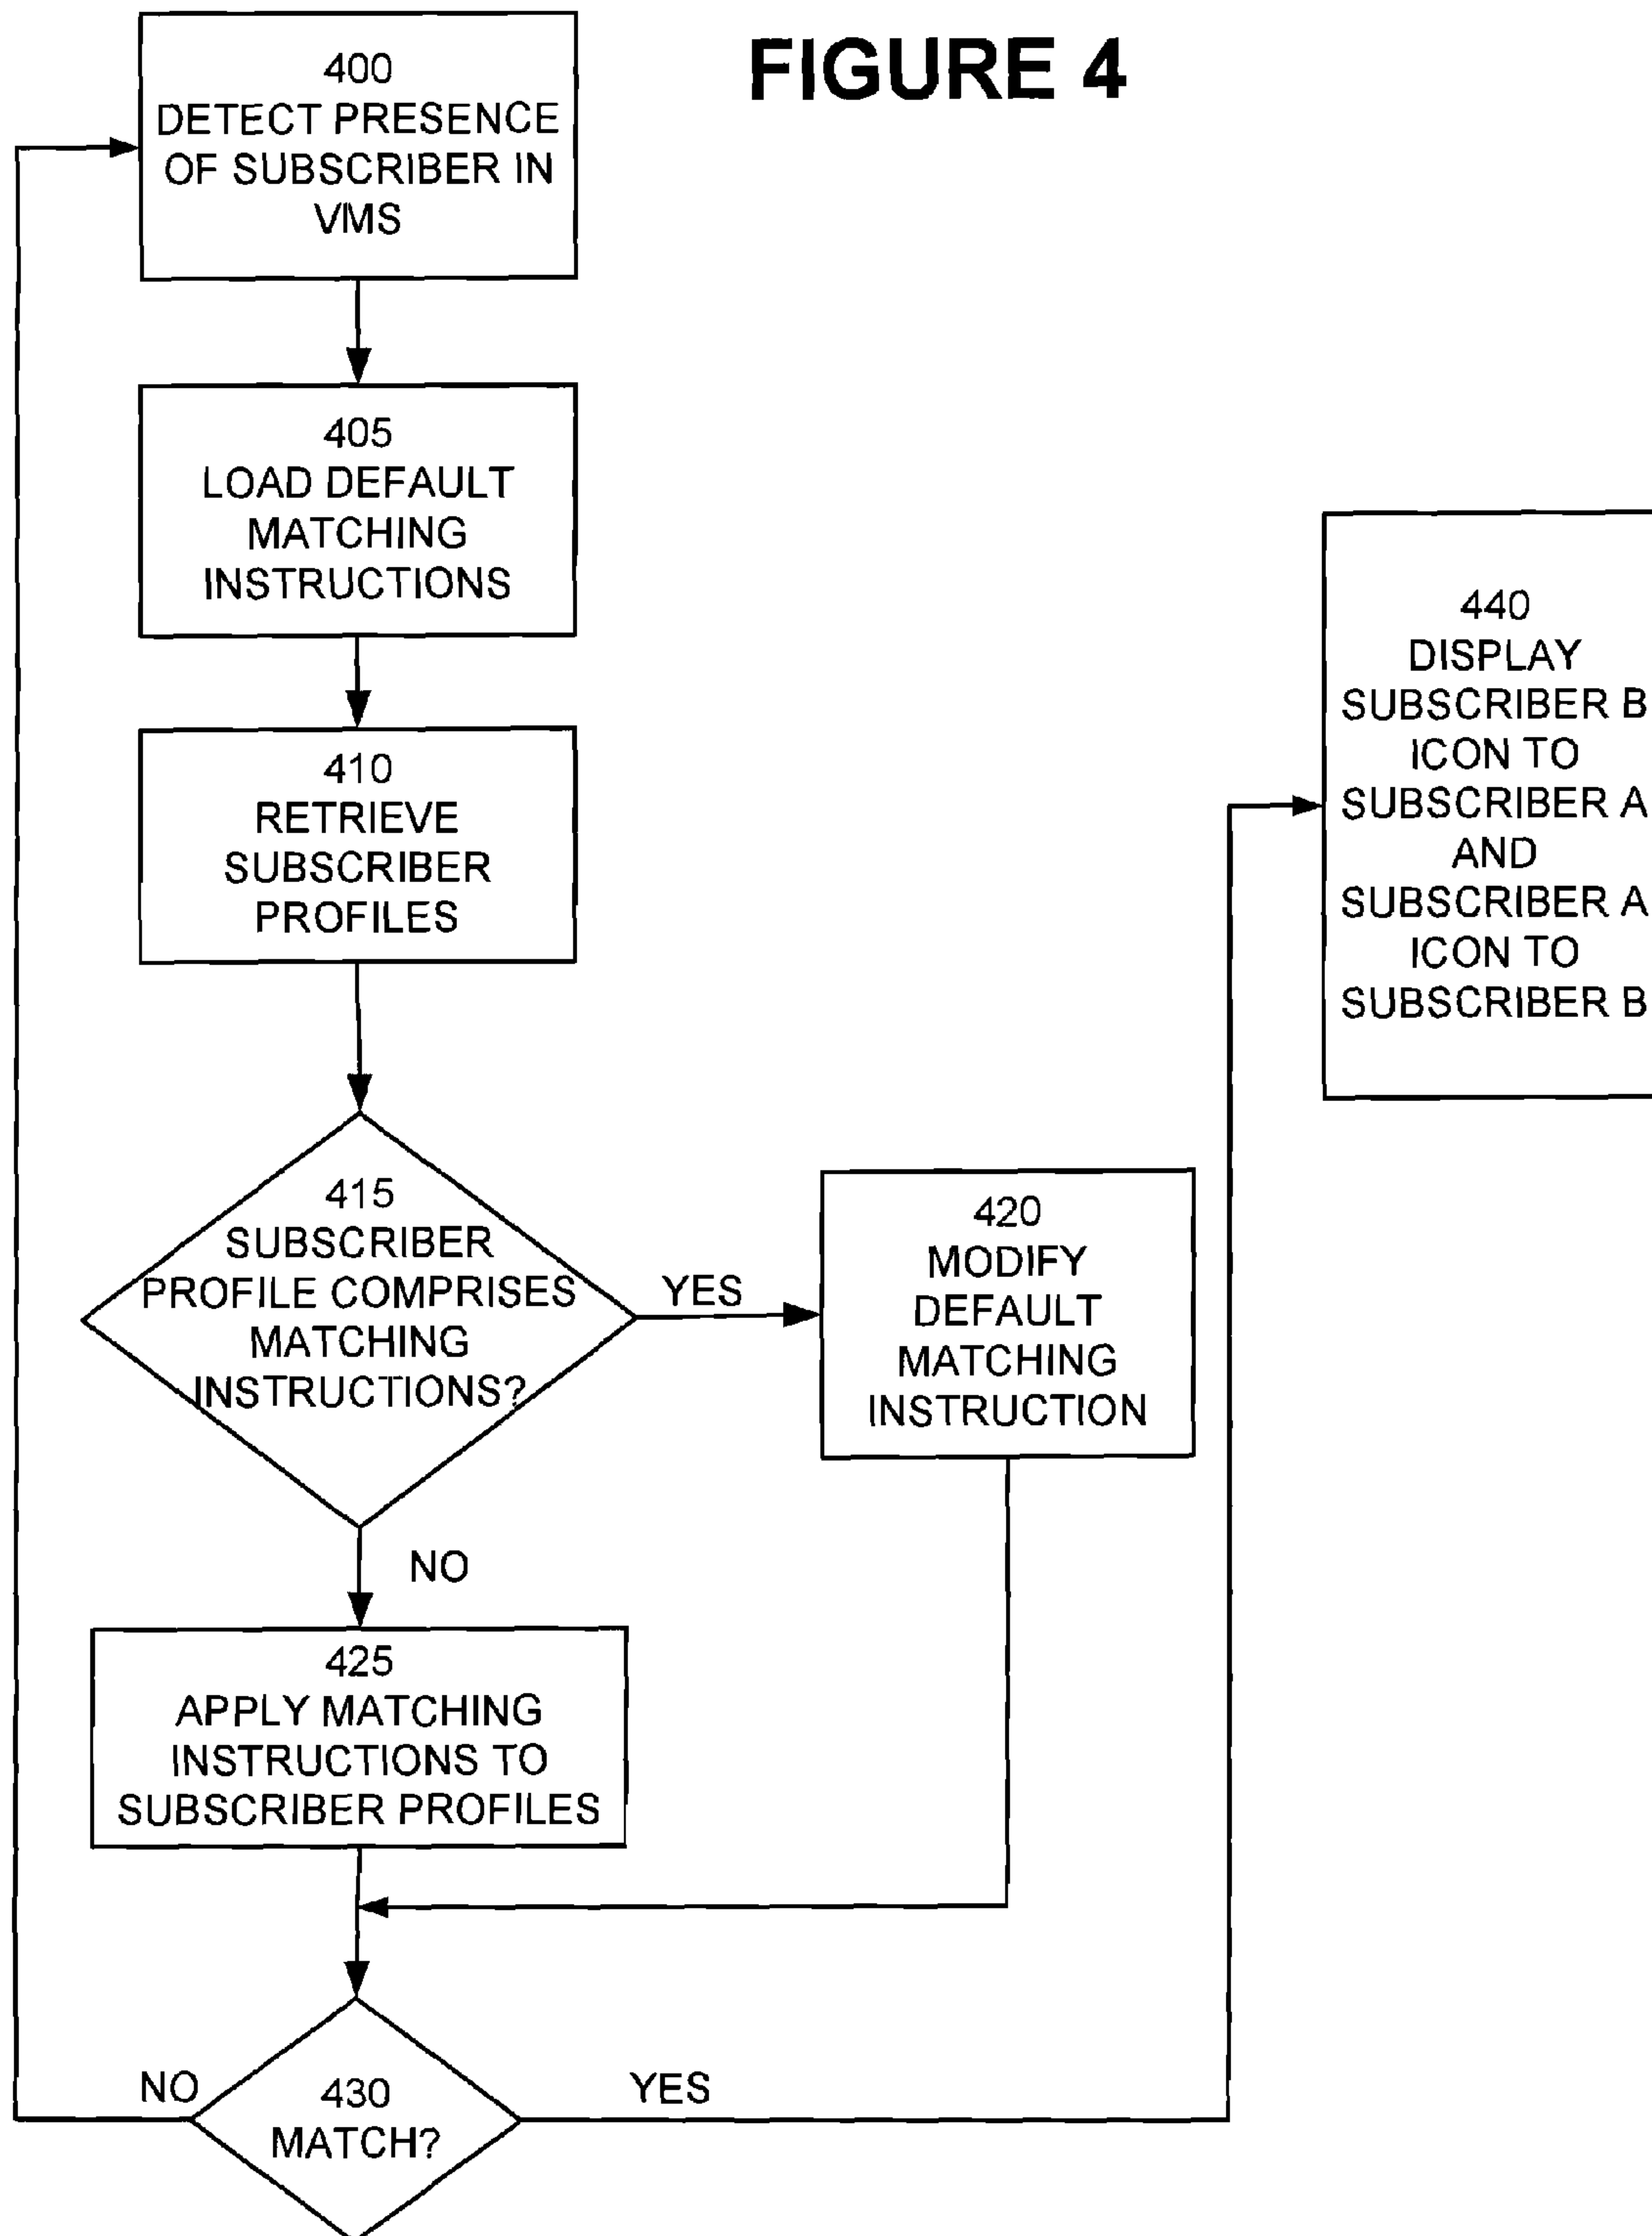 FIGURE 4
400
DETECT PRESENCE
OF SUBSCRIBER IN
VMS
405
LOAD DEFAULT
MATCHING
INSTRUCTIONS
410
RETRIEVE
SUBSCRIBER
PROFILES
415
SUBSCRIBER
PROFILE COMPRISES
MATCHING
INSTRUCTIONS?
YES
420
MODIFY
DEFAULT
MATCHING
INSTRUCTION
NO
425
APPLY MATCHING
INSTRUCTIONS TO
SUBSCRIBER PROFILES
NO
430
MATCH?
YES
440
DISPLAY
SUBSCRIBER B
ICON TO
SUBSCRIBER A
AND
SUBSCRIBER A
ICON TO
SUBSCRIBER B